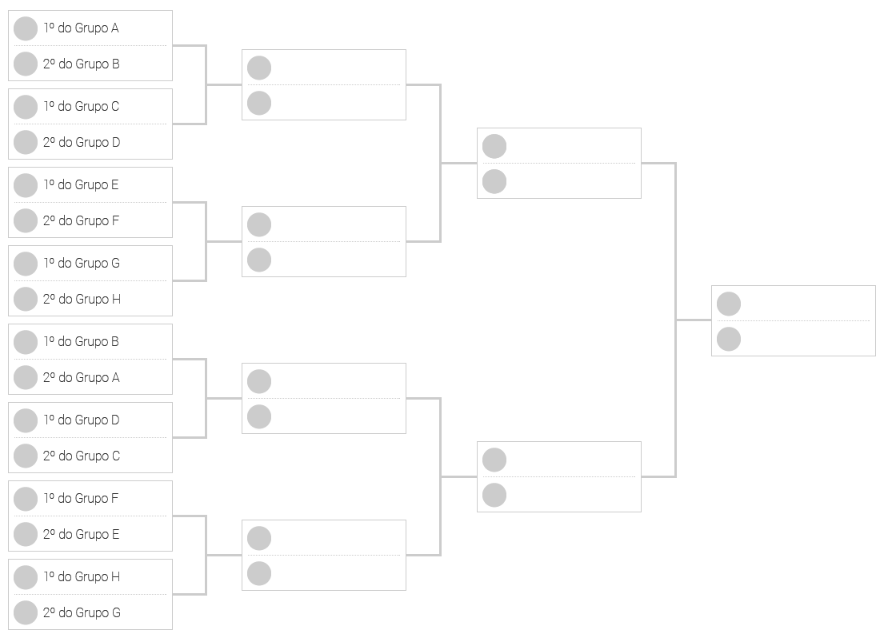 1º do Grupo A
2º do Grupo B
1º do Grupo C
2º do Grupo D
1º do Grupo E
2º do Grupo F
1º do Grupo G
2º do Grupo H
1º do Grupo B
2º do Grupo A
1º do Grupo D
2º do Grupo C
1º do Grupo F
2º do Grupo E
1º do Grupo H
2º do Grupo G